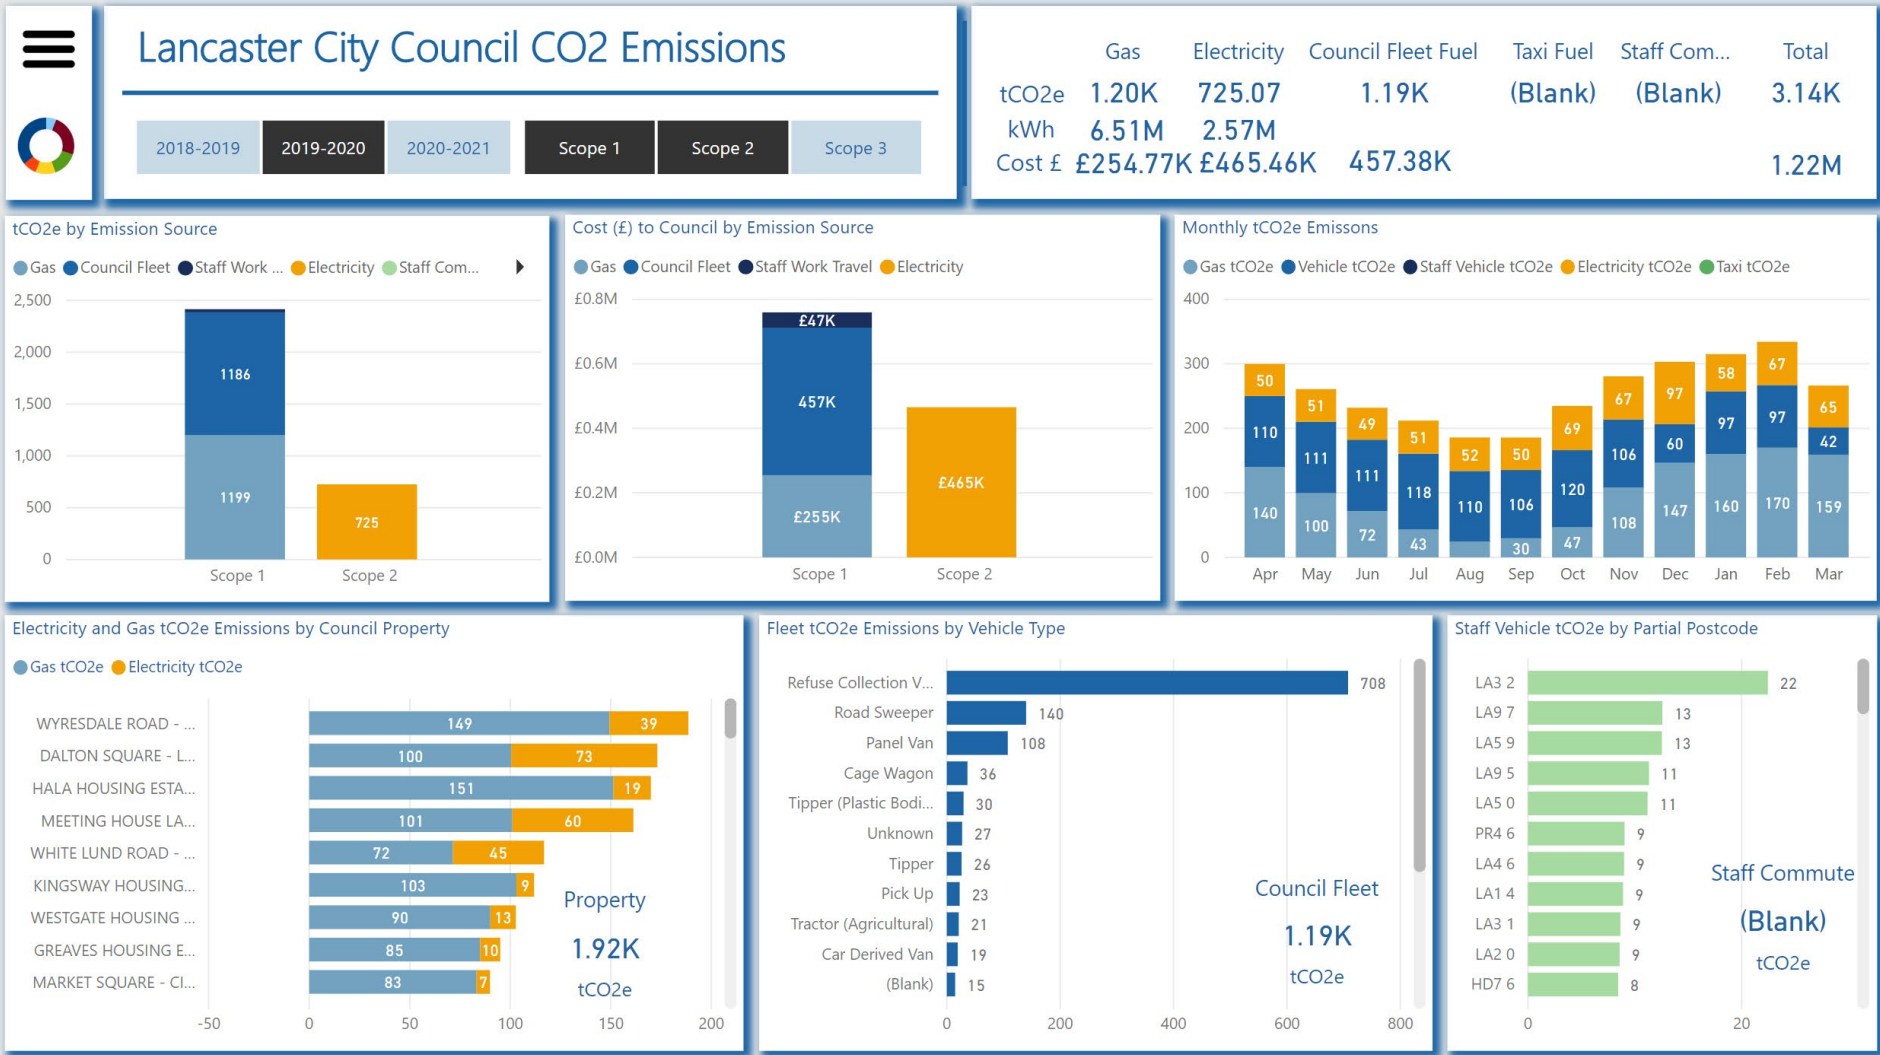 Lancaster City Council CO2 Emissions
2018-2019 2019-2020 2020-2021 Scope 1 Scope 2 Scope 3
Gas Electricity Council Fleet Fuel Taxi Fuel Staff Com... Total
tCO2e 1.20K 725.07 1.19K (Blank) (Blank) 3.14K
kWh 6.51M 2.57M
Cost £ £254.77K £465.46K 457.38K 1.22M
tCO2e by Emission Source
Gas Council Fleet Staff Work ... Electricity Staff Com...
2,500
2,000
1,500
1,000
500
0
1186
1199
725
Scope 1 Scope 2
Cost (£) to Council by Emission Source
Gas Council Fleet Staff Work Travel Electricity
£0.8M
£0.6M
£0.4M
£0.2M
£0.0M
£47K
457K
£255K
£465K
Scope 1 Scope 2
Monthly tCO2e Emissons
Gas tCO2e Vehicle tCO2e Staff Vehicle tCO2e Electricity tCO2e Taxi tCO2e
400
300
200
100
0
50 51 49 51 52 50 69 67 97 58 67 65
110 111 111 118 110 106 120 106 60 97 97 42
140 100 72 43 30 47 108 147 160 170 159
Apr May Jun Jul Aug Sep Oct Nov Dec Jan Feb Mar
Electricity and Gas tCO2e Emissions by Council Property
Gas tCO2e Electricity tCO2e
WYRESDALE ROAD - ... 149 39
DALTON SQUARE - L... 100 73
HALA HOUSING ESTA... 151 19
MEETING HOUSE LA... 101 60
WHITE LUND ROAD - ... 72 45
KINGSWAY HOUSING... 103 9
WESTGATE HOUSING ... 90 13
GREAVES HOUSING E... 85 10
MARKET SQUARE - CI... 83 7
-50 0 50 100 150 200
Property
1.92K
tCO2e
Fleet tCO2e Emissions by Vehicle Type
Refuse Collection V... 708
Road Sweeper 140
Panel Van 108
Cage Wagon 36
Tipper (Plastic Bodi... 30
Unknown 27
Tipper 26
Pick Up 23
Tractor (Agricultural) 21
Car Derived Van 19
(Blank) 15
0 200 400 600 800
Council Fleet
1.19K
tCO2e
Staff Vehicle tCO2e by Partial Postcode
LA3 2 22
LA9 7 13
LA5 9 13
LA9 5 11
LA5 0 11
PR4 6 9
LA4 6 9
LA1 4 9
LA3 1 9
LA2 0 9
HD7 6 8
0 20
Staff Commute
(Blank)
tCO2e